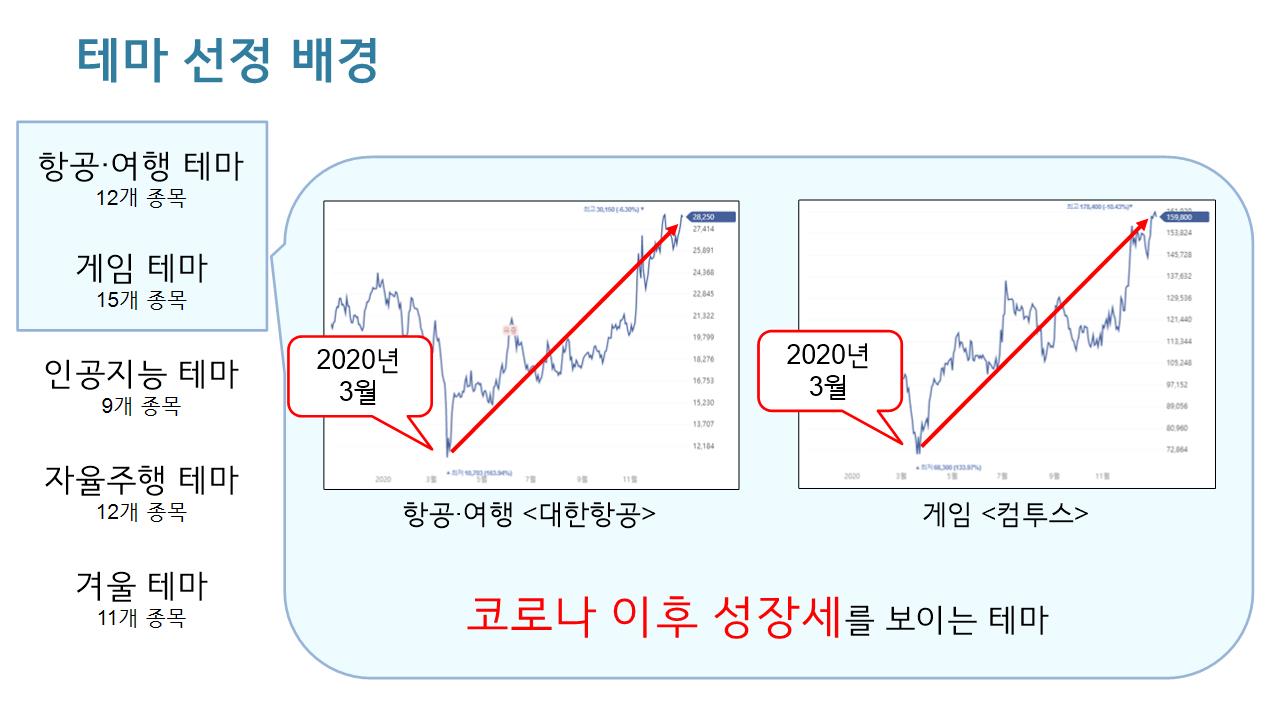 테마 선정 배경
항공·여행 테마
12개 종목
게임 테마
15개 종목
인공지능 테마
9개 종목
자율주행 테마
12개 종목
겨울 테마
11개 종목
최고 30,150 (-6.30%)
28,250
27,414
25,891
24,368
22,845
21,322
19,799
18,276
16,753
15,230
13,707
12,184
2020년
3월
최저 10,703 (163.94%)
2020
3월
5월
7월
9월
11월
항공·여행 <대한항공>
최고 178,400 (-10.43%)
159,800
153,824
145,728
137,632
129,536
121,440
113,344
105,248
97,152
89,056
80,960
72,864
2020년
3월
최저 68,300 (133.97%)
2020
3월
5월
7월
9월
11월
게임 <컴투스>
코로나 이후 성장세를 보이는 테마